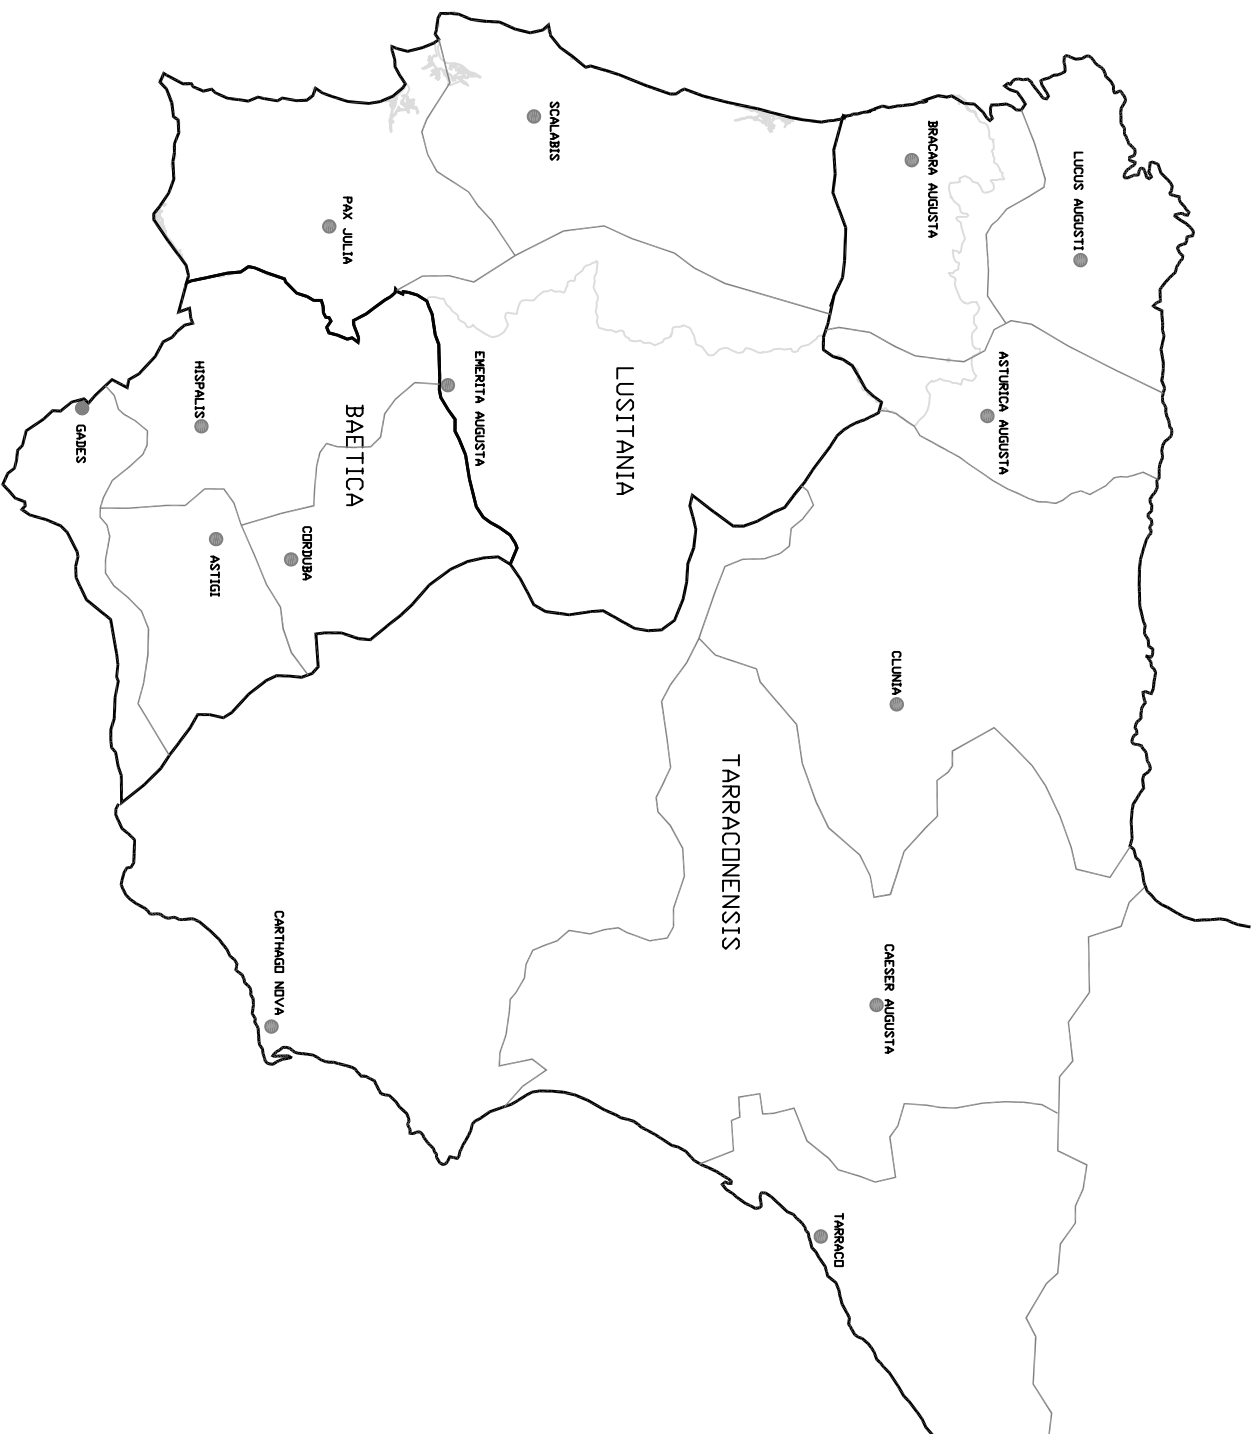 LUCUS AUGUSTI
BRACARA AUGUSTA
ASTURICA AUGUSTA
CLUNIA
CAESER AUGUSTA
TARRACO
TARRACONENSIS
LUSITANIA
SCALABIS
EMERITA AUGUSTA
PAX JULIA
BAETICA
CORDUBA
CARTHAGO NOVA
HISPALIS
ASTIGI
GADES